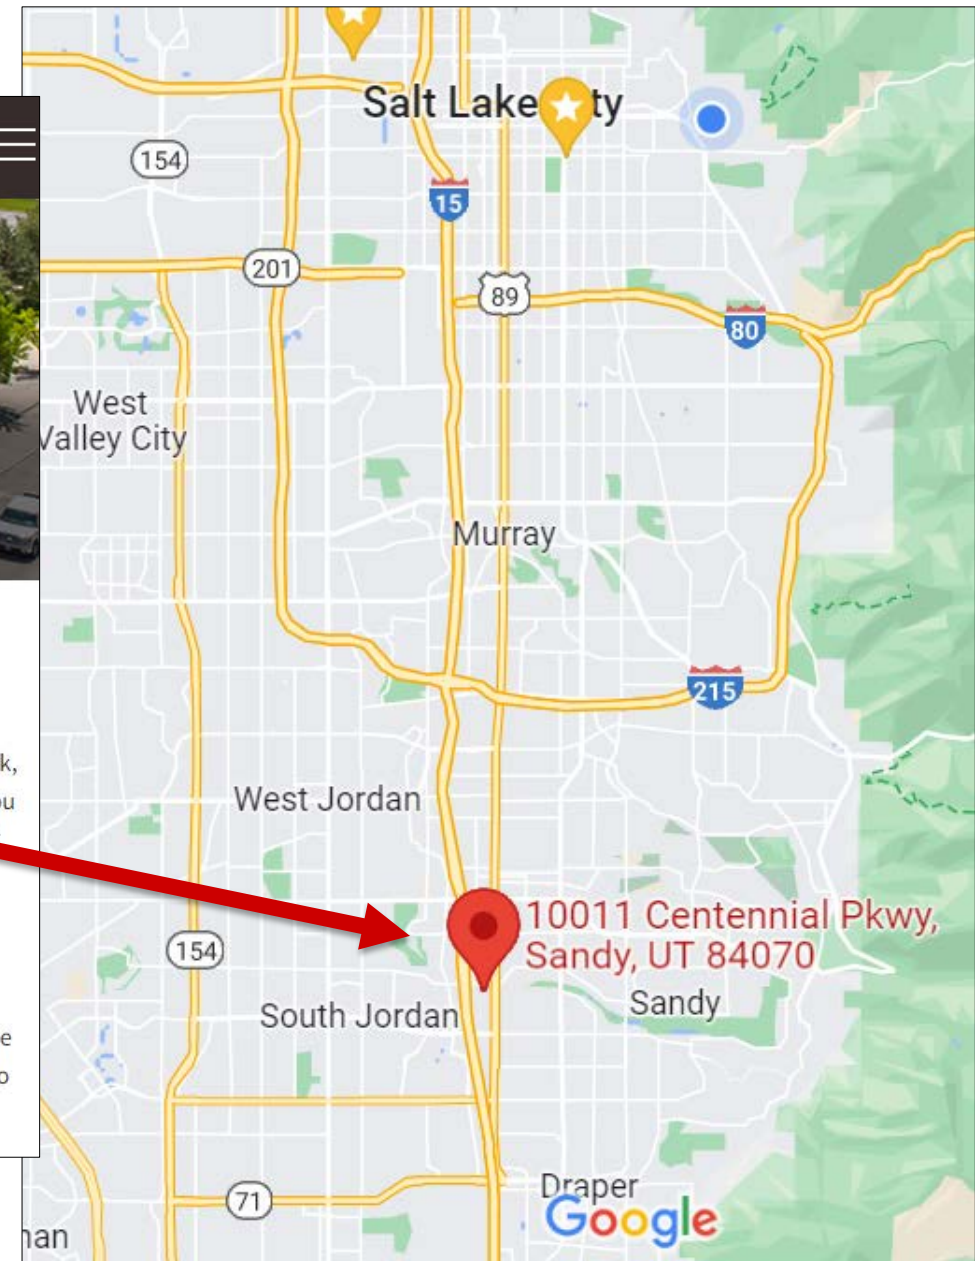 Salt Lake
ty
154
15
201
89
80
West
Valley City
Murray
215
West Jordan
10011 Centennial Pkwy,
Sandy, UT 84070
154
Sandy
South Jordan
71
Draper
Google